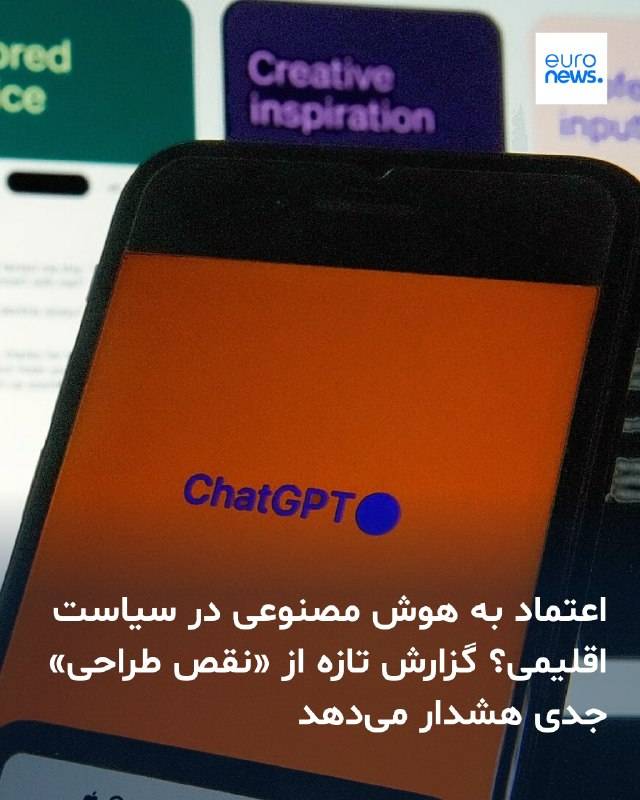 ored
ice
Creative
inspiration
euro
news.
inpu
ChatGPT
اعتماد به هوش مصنوعی در سیاست
اقلیمی؟ گزارش تازه از «نقص طراحی»
جدی هشدار می‌دهد